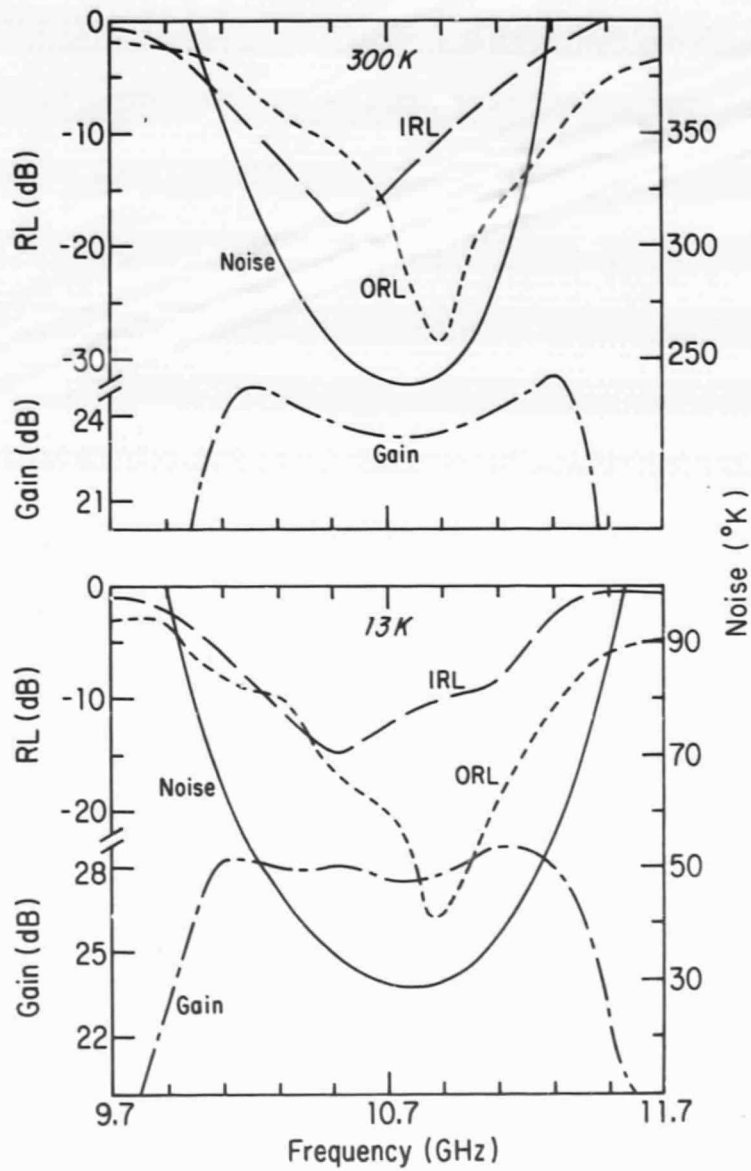 0
-10
-20
-30
RL (dB)
24
21
Gain (dB)
300 K
IRL
Noise
ORL
Gain
350
300
250
Noise (°K)
0
-10
-20
RL (dB)
28
25
22
Gain (dB)
13 K
IRL
ORL
Noise
Gain
90
70
50
30
9.7
10.7
11.7
Frequency (GHz)